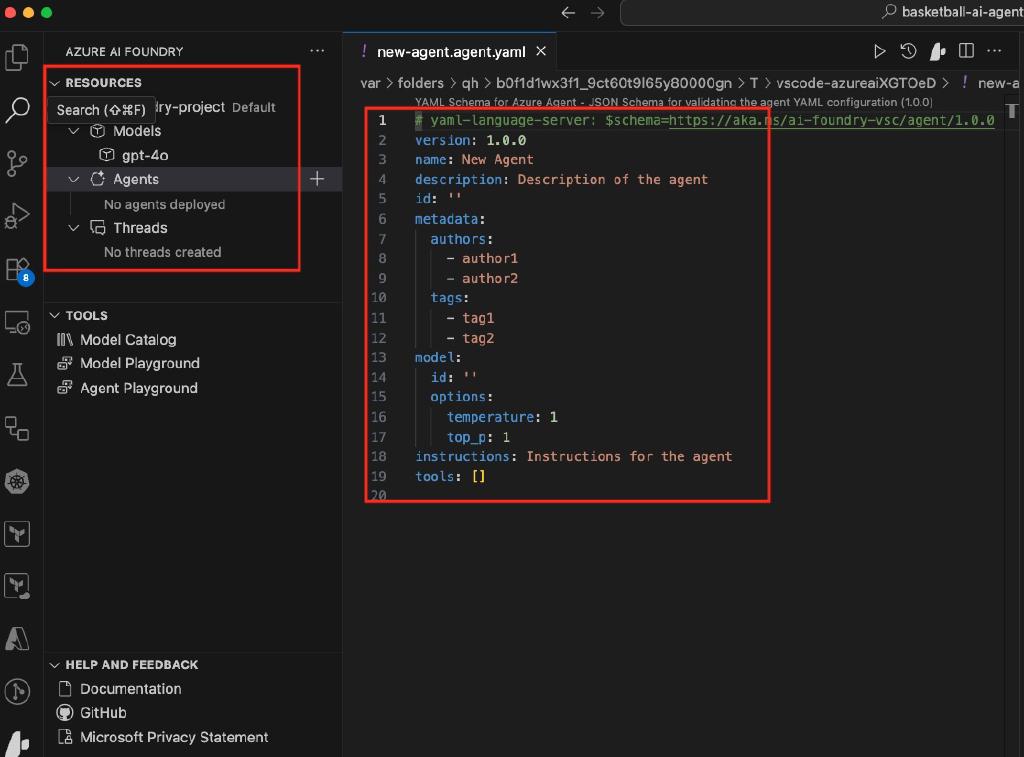 basketball-ai-agent
AZURE AI FOUNDRY
RESOURCES
Search (⇧⌘F)
ry-project Default
Models
gpt-4o
Agents
No agents deployed
Threads
No threads created
TOOLS
Model Catalog
Model Playground
Agent Playground
HELP AND FEEDBACK
Documentation
GitHub
Microsoft Privacy Statement
8
! new-agent.agent.yaml
var > folders > qh > b0f1d1wx3f1_9ct60t9l65y80000gn > T > vscode-azureaiXGTOeD > ! new-a
YAML Schema for Azure Agent - JSON Schema for validating the agent YAML configuration (1.0.0)
1 # yaml-language-server: $schema=https://aka.ms/ai-foundry-vsc/agent/1.0.0
2 version: 1.0.0
3 name: New Agent
4 description: Description of the agent
5 id: ''
6 metadata:
7 authors:
8 - author1
9 - author2
10 tags:
11 - tag1
12 - tag2
13 model:
14 id: ''
15 options:
16 temperature: 1
17 top_p: 1
18 instructions: Instructions for the agent
19 tools: []
20